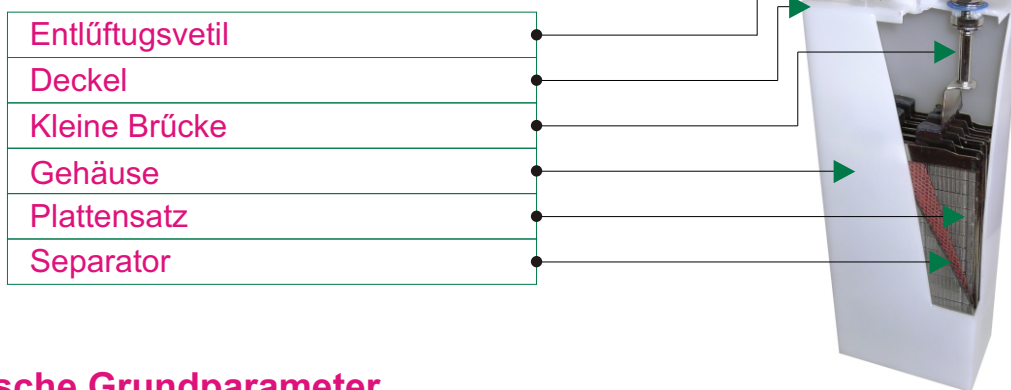 Entlűftugsvetil
Deckel
Kleine Brűcke
Gehäuse
Plattensatz
Separator
sche Grundparameter